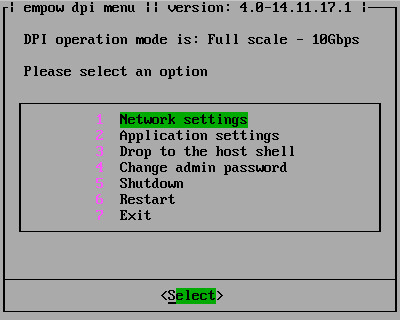 empow dpi menu || version: 4.0-14.11.17.1
DPI operation mode is: Full scale - 10Gbps
Please select an option
1 Network settings
2 Application settings
3 Drop to the host shell
4 Change admin password
5 Shutdown
6 Restart
7 Exit
<Select>